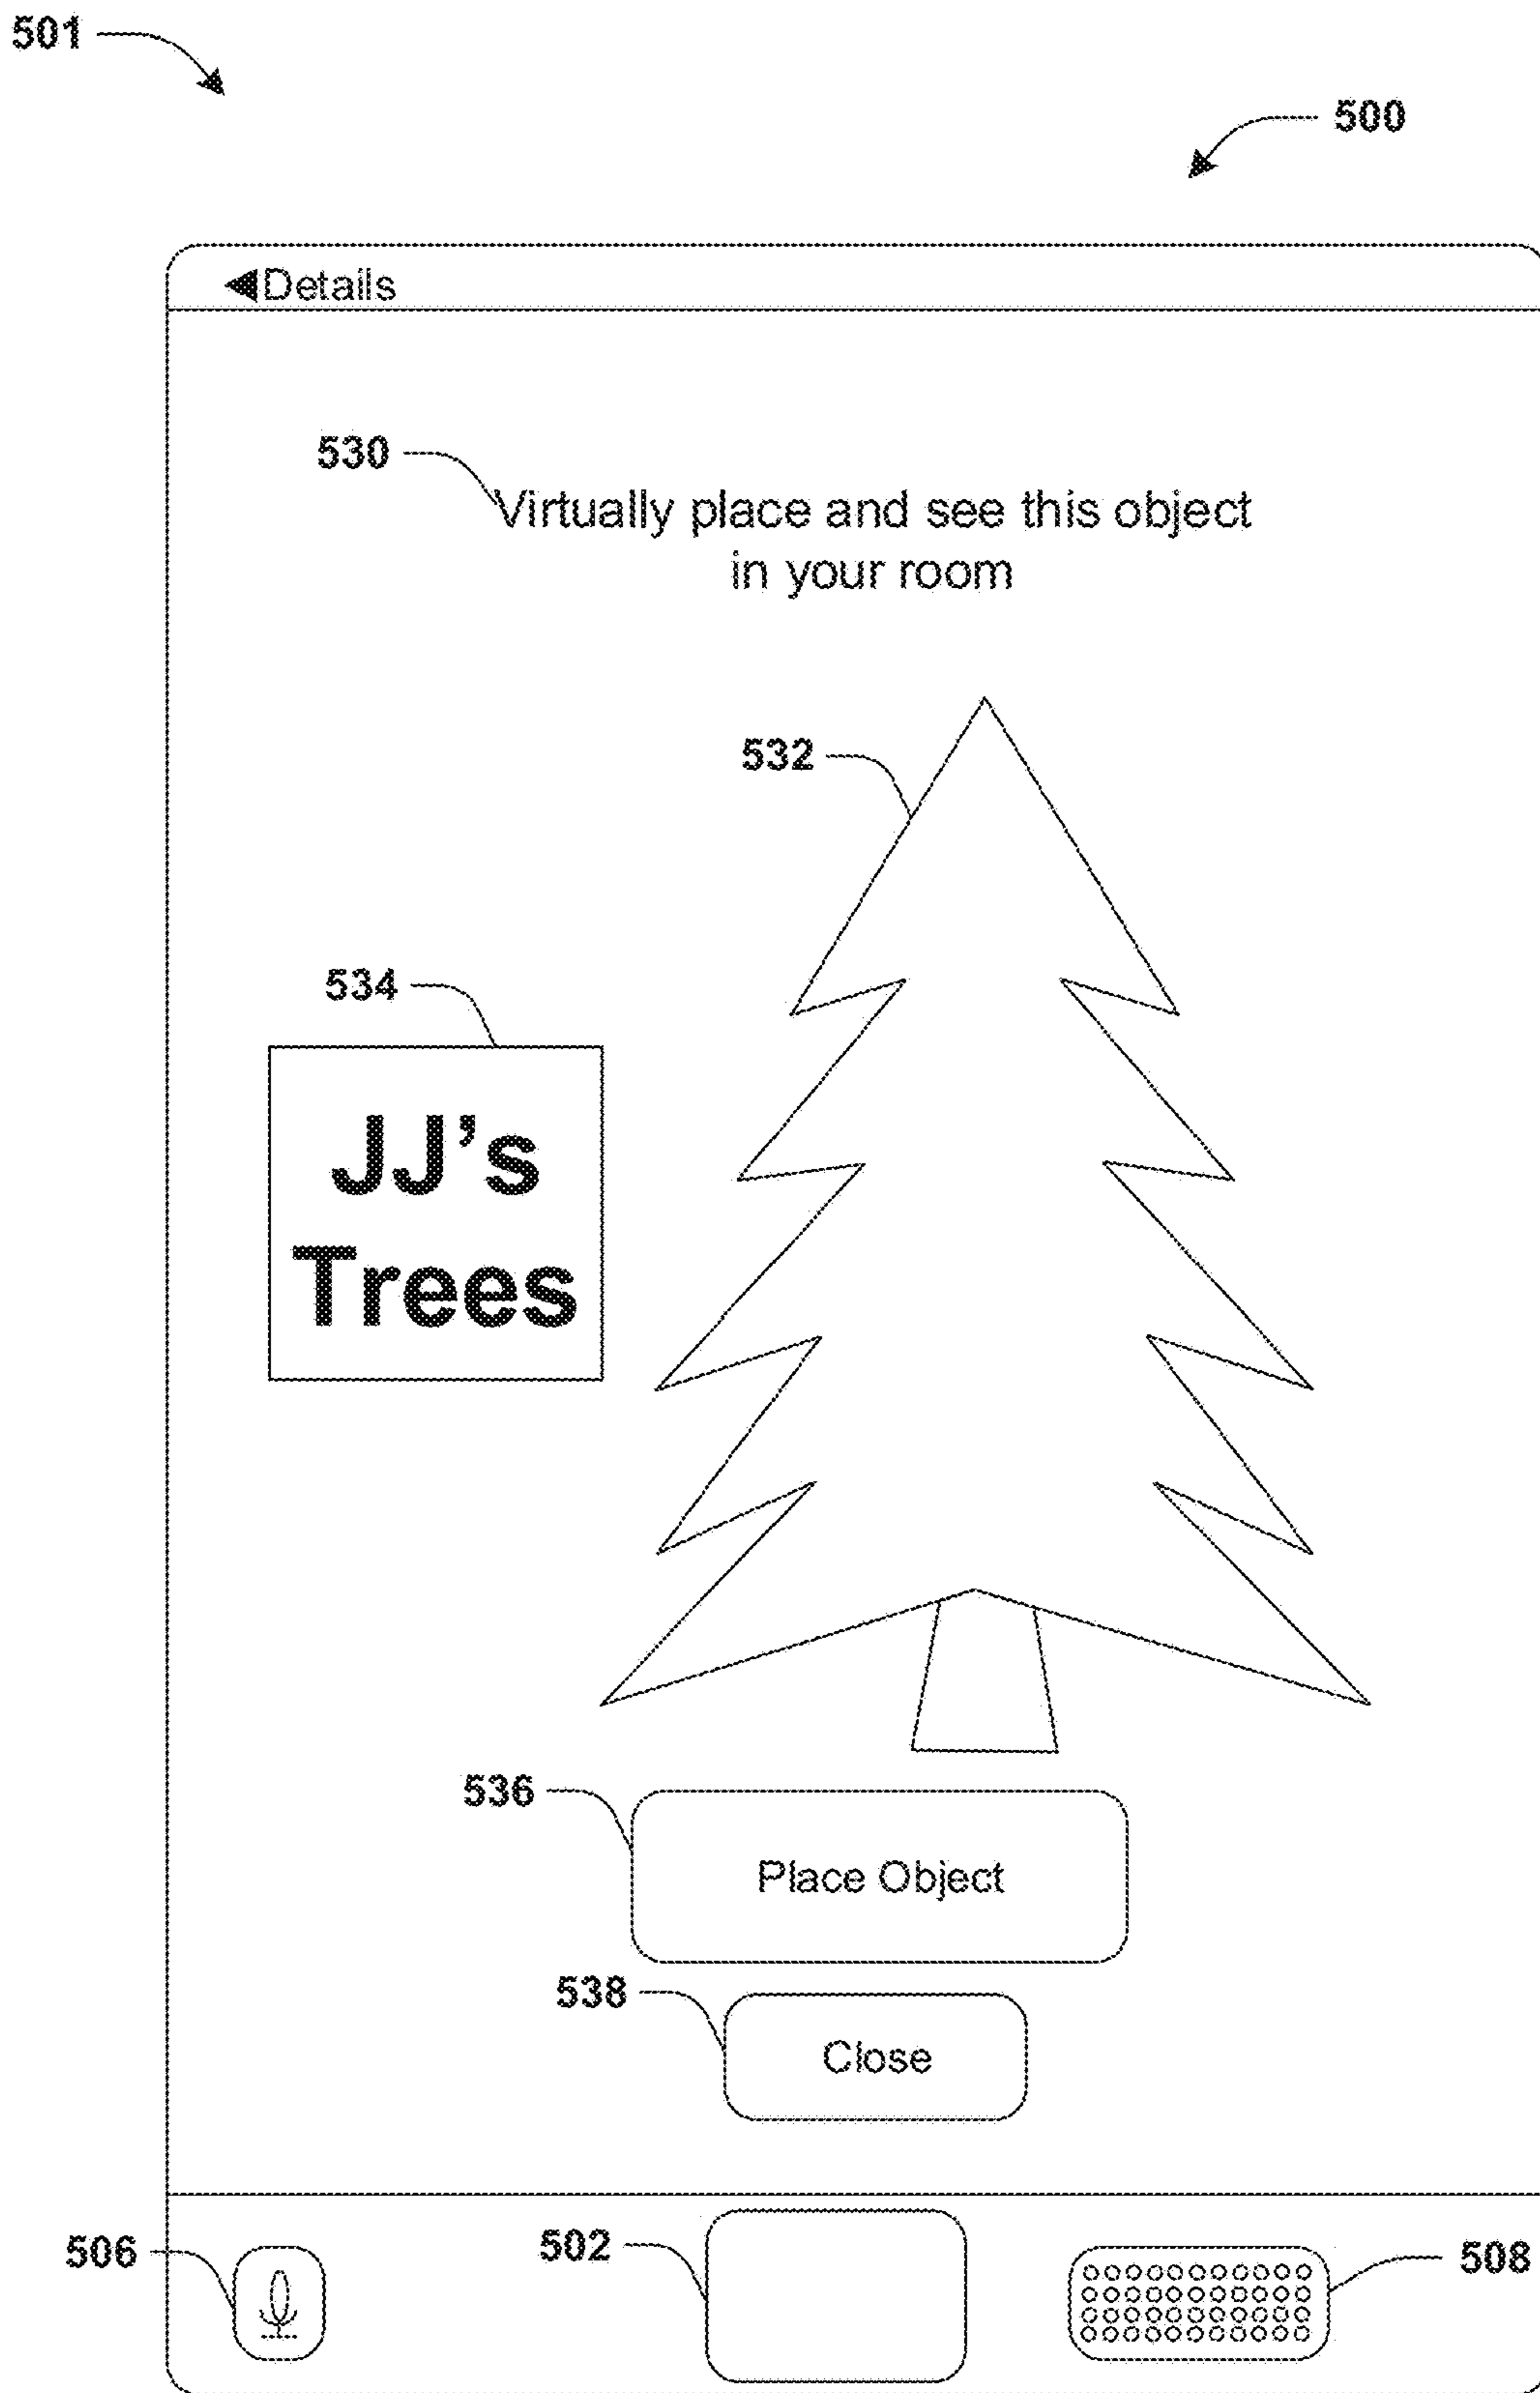 501
500
◀Details
530
Virtually place and see this object
in your room
532
534
JJ’s
Trees
536
Place Object
538
Close
506
502
508